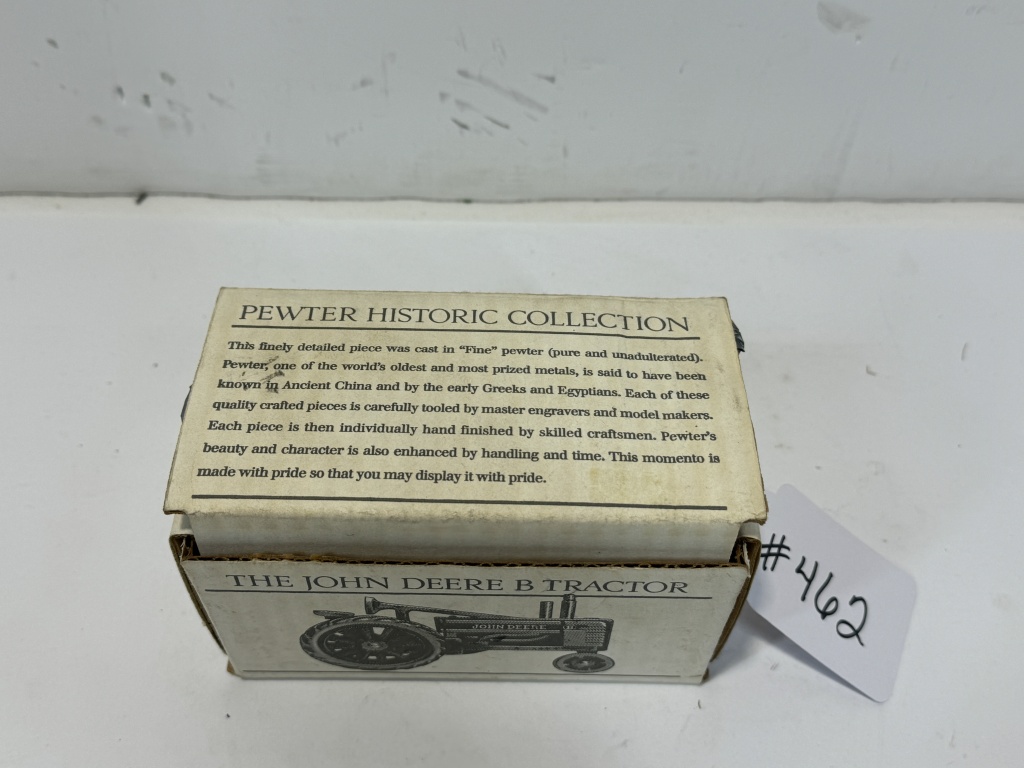 PEWTER HISTORIC COLLECTION
This finely detailed piece was cast in “Fine” pewter (pure and unadulterated).
Pewter, one of the world's oldest and most prized metals, is said to have been
known in Ancient China and by the early Greeks and Egyptians. Each of these
quality crafted pieces is carefully tooled by master engravers and model makers.
Each piece is then individually hand finished by skilled craftsmen. Pewter's
beauty and character is also enhanced by handling and time. This momento is
made with pride so that you may display it with pride.
THE JOHN DEERE B TRACTOR
JOHN DEERE
#462